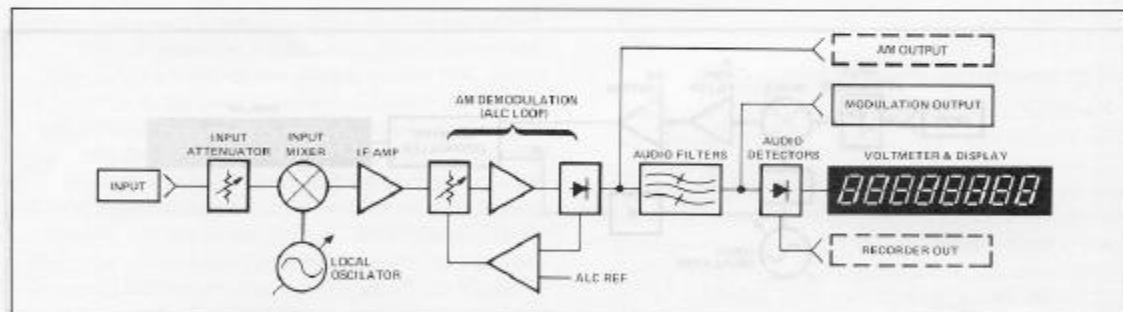 AM OUTPUT
AM DEMODULATION
(ALC LOOP)
MODULATION OUTPUT
INPUT
ATTENUATOR
INPUT
MIXER
I.F AMP
AUDIO FILTERS
AUDIO
DETECTORS
VOLTMETER & DISPLAY
INPUT
88888888
LOCAL
OSCILATOR
ALC REF
RECORDER OUT